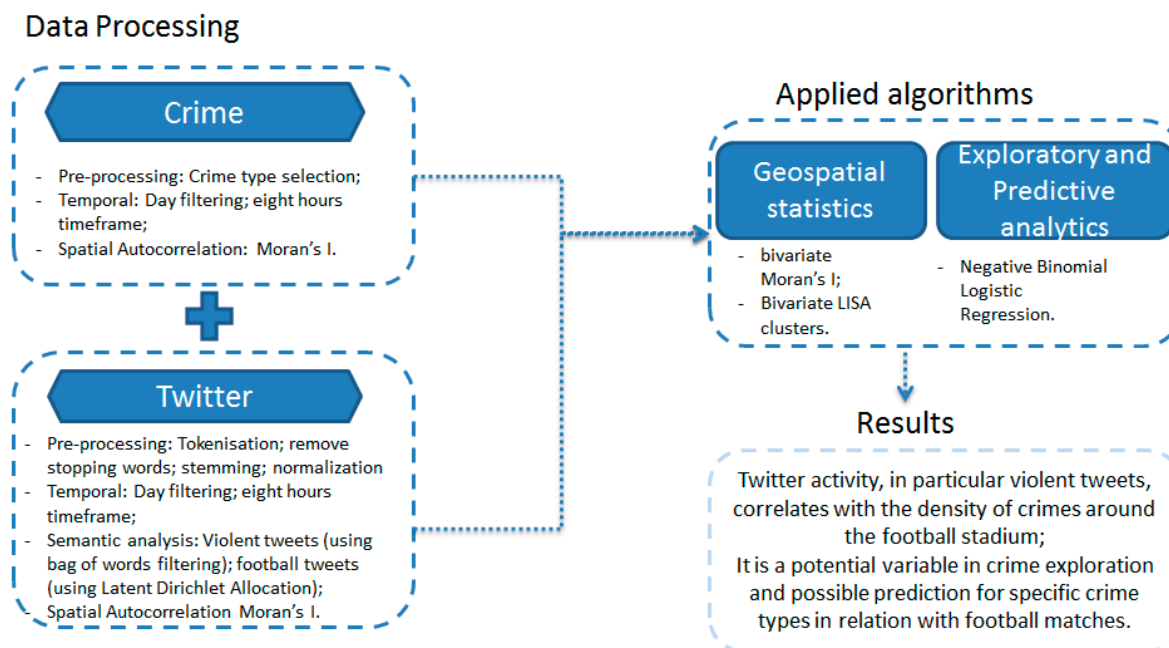 Data Processing
Crime
- Pre-processing: Crime type selection;
- Temporal: Day filtering; eight hours
timeframe;
- Spatial Autocorrelation: Moran's I.
Twitter
- Pre-processing: Tokenisation; remove
stopping words; stemming; normalization
- Temporal: Day filtering; eight hours
timeframe;
- Semantic analysis: Violent tweets (using
bag of words filtering); football tweets
(using Latent Dirichlet Allocation);
- Spatial Autocorrelation Moran's I.
Applied algorithms
Geospatial
statistics
- bivariate
Moran's I;
- Bivariate LISA
clusters.
Exploratory and
Predictive
analytics
- Negative Binomial
Logistic
Regression.
Results
Twitter activity, in particular violent tweets,
correlates with the density of crimes around
the football stadium;
It is a potential variable in crime exploration
and possible prediction for specific crime
types in relation with football matches.